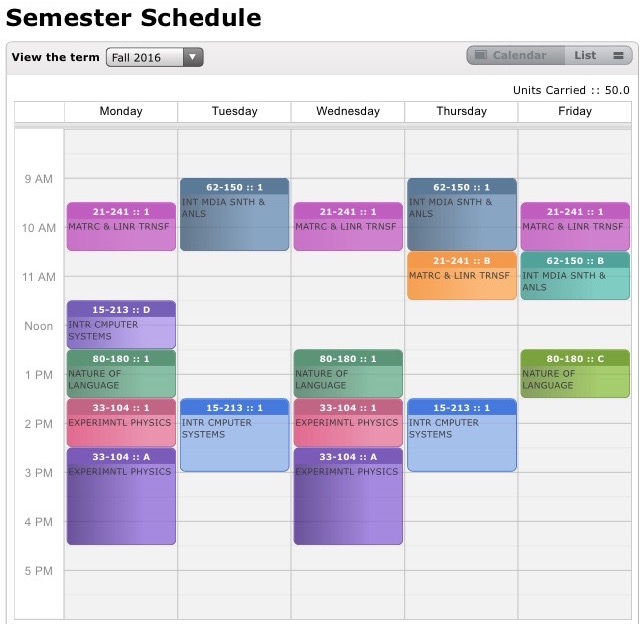 Semester Schedule
View the term Fall 2016 Calendar List
Units Carried :: 50.0
Monday Tuesday Wednesday Thursday Friday
9 AM
62-150 :: 1 62-150 :: 1
INT MDIA SNTH & INT MDIA SNTH &
ANLS ANLS
21-241 :: 1 21-241 :: 1 21-241 :: 1
10 AM
MATRC & LINR TRNSF MATRC & LINR TRNSF MATRC & LINR TRNSF
21-241 :: B 62-150 :: B
11 AM
MATRC & LINR TRNSF INT MDIA SNTH &
ANLS
15-213 :: D
Noon
INTR CMPUTER
SYSTEMS
80-180 :: 1 80-180 :: 1 80-180 :: C
1 PM
NATURE OF NATURE OF NATURE OF
LANGUAGE LANGUAGE LANGUAGE
33-104 :: 1 15-213 :: 1 33-104 :: 1 15-213 :: 1
2 PM
EXPERIMNTL PHYSICS INTR CMPUTER EXPERIMNTL PHYSICS INTR CMPUTER
SYSTEMS SYSTEMS
33-104 :: A 33-104 :: A
3 PM
EXPERIMNTL PHYSICS EXPERIMNTL PHYSICS
4 PM
5 PM